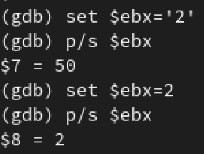 (gdb) set $ebx='2'
(gdb) p/s $ebx
$7 = 50
(gdb) set $ebx=2
(gdb) p/s $ebx
$8 = 2